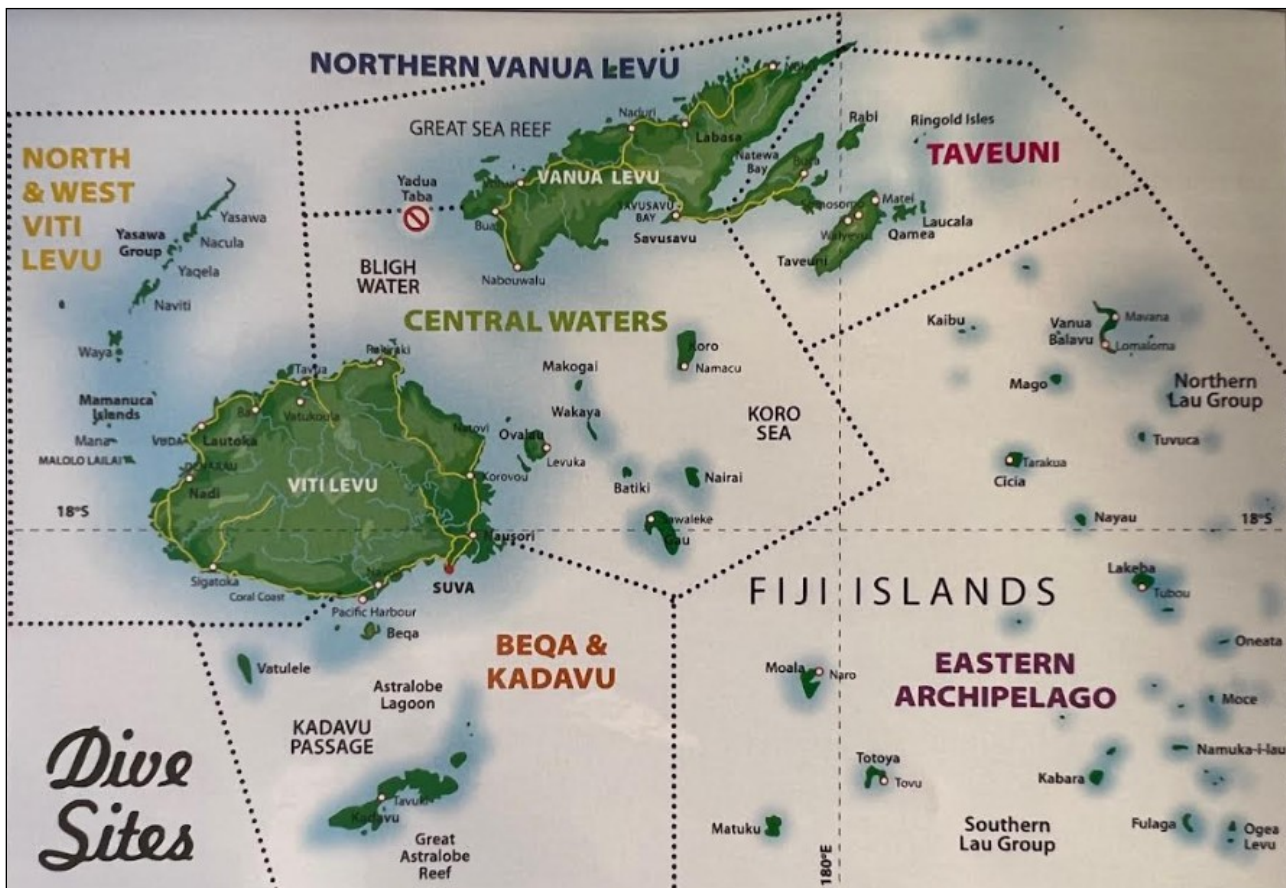 NORTHERN VANUA LEVU
GREAT SEA REEF
Naduri
Labasa
Rabi
Ringold Isles
TAVEUNI
NORTH
& WEST
VITI
LEVU
Yadua
Taba
VANUA LEVU
Natewa
Bay
Yasawa
Yasawa
Group
Nacula
Yaqela
Naviti
Bua
SAVUSAVU
BAY
Savusavu
Matei
Laucala
Qamea
Taveuni
BLIGH
WATER
Nabouwalu
CENTRAL WATERS
Waya
Tavua
Koro
Namacu
Makogai
Wakaya
Kaibu
Vanua
Balavu
Mavana
Lomaloma
Mago
Northern
Lau Group
Mamanuca
Islands
Mana
MALOLO LAILAI
VUDA
Lautoka
Ba
Vatukoula
Natovi
Ovalau
Levuka
KORO
SEA
Tuvuca
Nadi
VITI LEVU
Korovou
Batiki
Nairai
Tarakua
Cicia
18°S
Nausori
Sawaleke
Gau
Nayau
18°S
Sigatoka
Coral Coast
SUVA
Pacific Harbour
Beqa
FIJI ISLANDS
Lakeba
Tubou
Oneata
Vatulele
BEQA &
KADAVU
Astralobe
Lagoon
KADAVU
PASSAGE
Moala
Naro
EASTERN
ARCHIPELAGO
Moce
Namuka-i-lau
Dive
Sites
Tavuki
Kadavu
Great
Astralobe
Reef
Totoya
Tovu
Kabara
Matuku
180°E
Southern
Lau Group
Fulaga
Ogea
Levu